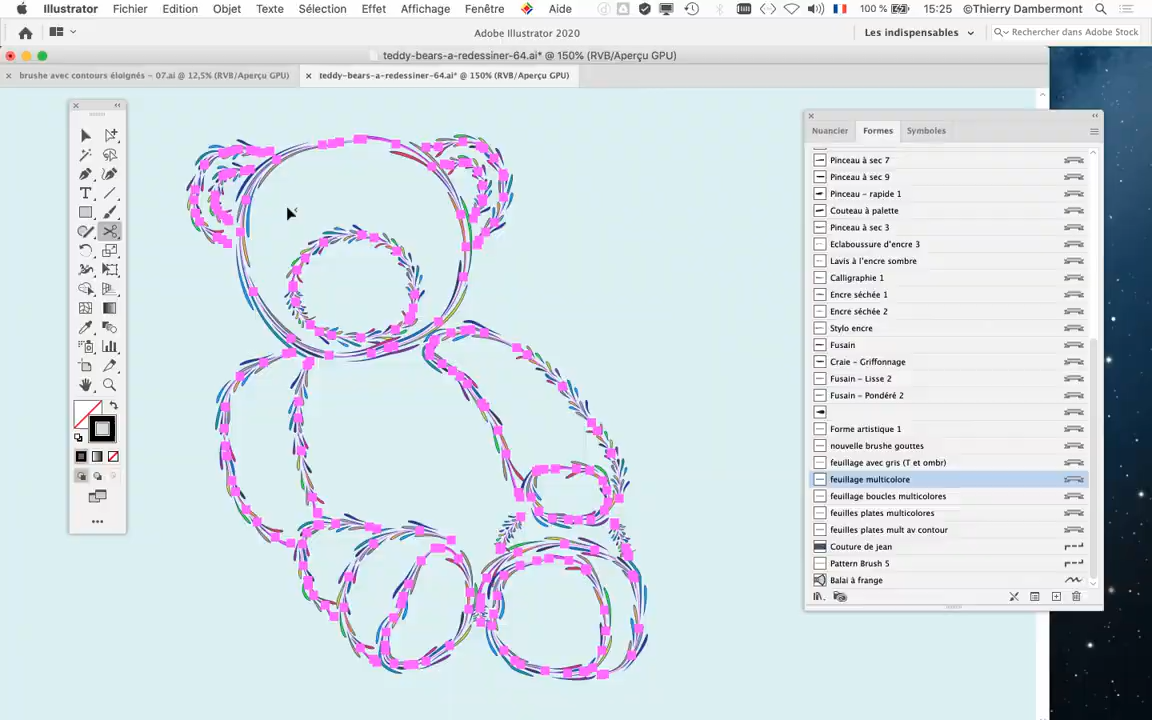 Illustrator Fichier Edition Objet Texte Sélection Effet Affichage Fenêtre Aide 100 % 15:25 ©Thierry Dambermont
Adobe Illustrator 2020 Les indispensables Rechercher dans Adobe Stock
teddy-bears-a-redessiner-64.ai* @ 150% (RVB/Aperçu GPU)
brushe avec contours éloignés - 07.ai @ 12,5% (RVB/Aperçu GPU) teddy-bears-a-redessiner-64.ai* @ 150% (RVB/Aperçu GPU)
Nuancier Formes Symboles
Pinceau à sec 7
Pinceau à sec 9
Pinceau - rapide 1
Couteau à palette
Pinceau à sec 3
Eclaboussure d'encre 3
Lavis à l'encre sombre
Calligraphie 1
Encre séchée 1
Encre séchée 2
Stylo encre
Fusain
Craie - Griffonnage
Fusain - Lisse 2
Fusain - Pondéré 2
Forme artistique 1
nouvelle brushe gouttes
feuillage avec gris (T et ombr)
feuillage multicolore
feuillage boucles multicolores
feuilles plates multicolores
feuilles plates mult av contour
Couture de jean
Pattern Brush 5
Balai à frange